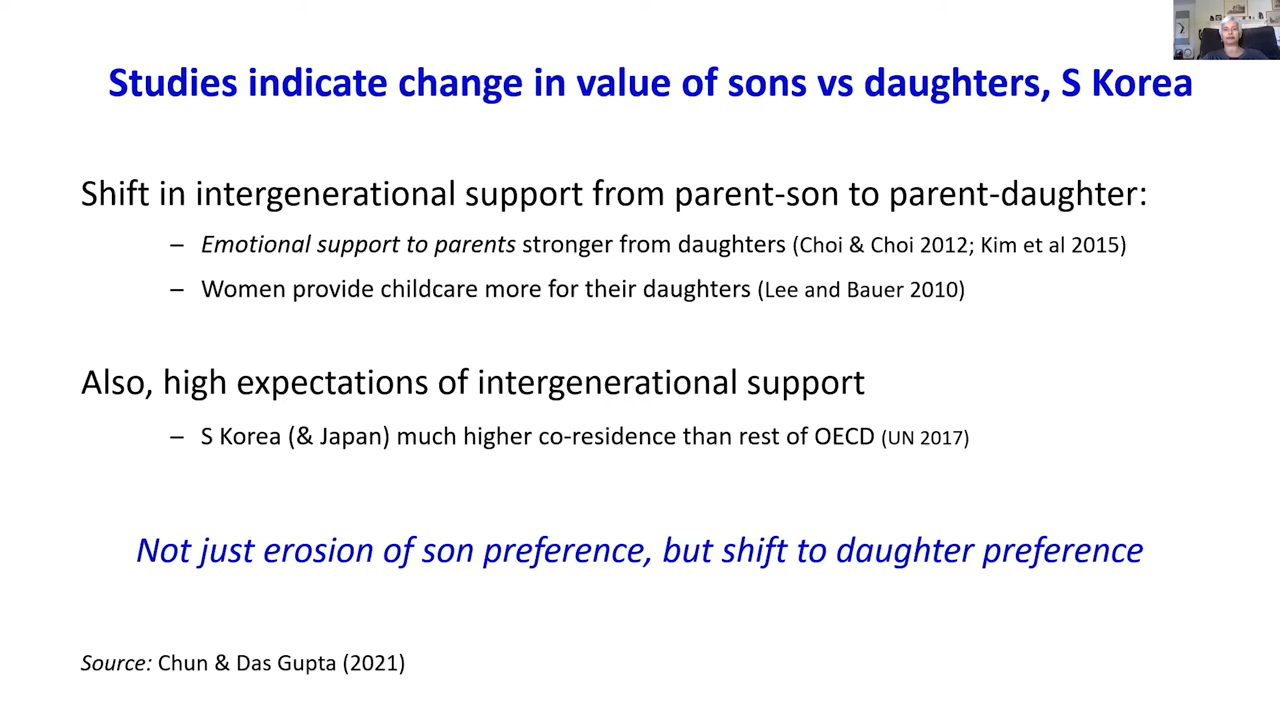 Studies indicate change in value of sons vs daughters, S Korea
Shift in intergenerational support from parent-son to parent-daughter:
– Emotional support to parents stronger from daughters (Choi & Choi 2012; Kim et al 2015)
– Women provide childcare more for their daughters (Lee and Bauer 2010)
Also, high expectations of intergenerational support
– S Korea (& Japan) much higher co-residence than rest of OECD (UN 2017)
Not just erosion of son preference, but shift to daughter preference
Source: Chun & Das Gupta (2021)